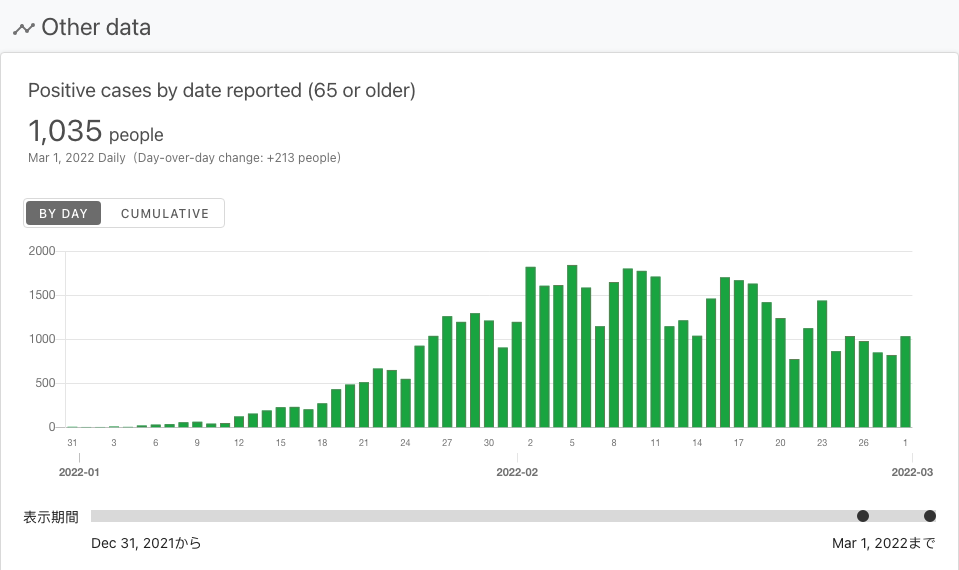 Other data
Positive cases by date reported (65 or older)
1,035 people
Mar 1, 2022 Daily（Day-over-day change: +213 people）
BY DAY CUMULATIVE
2000
1500
1000
500
0
31 3 6 9 12 15 18 21 24 27 30 2 5 8 11 14 17 20 23 26 1
2022-01 2022-02 2022-03
表示期間
Dec 31, 2021から Mar 1, 2022まで